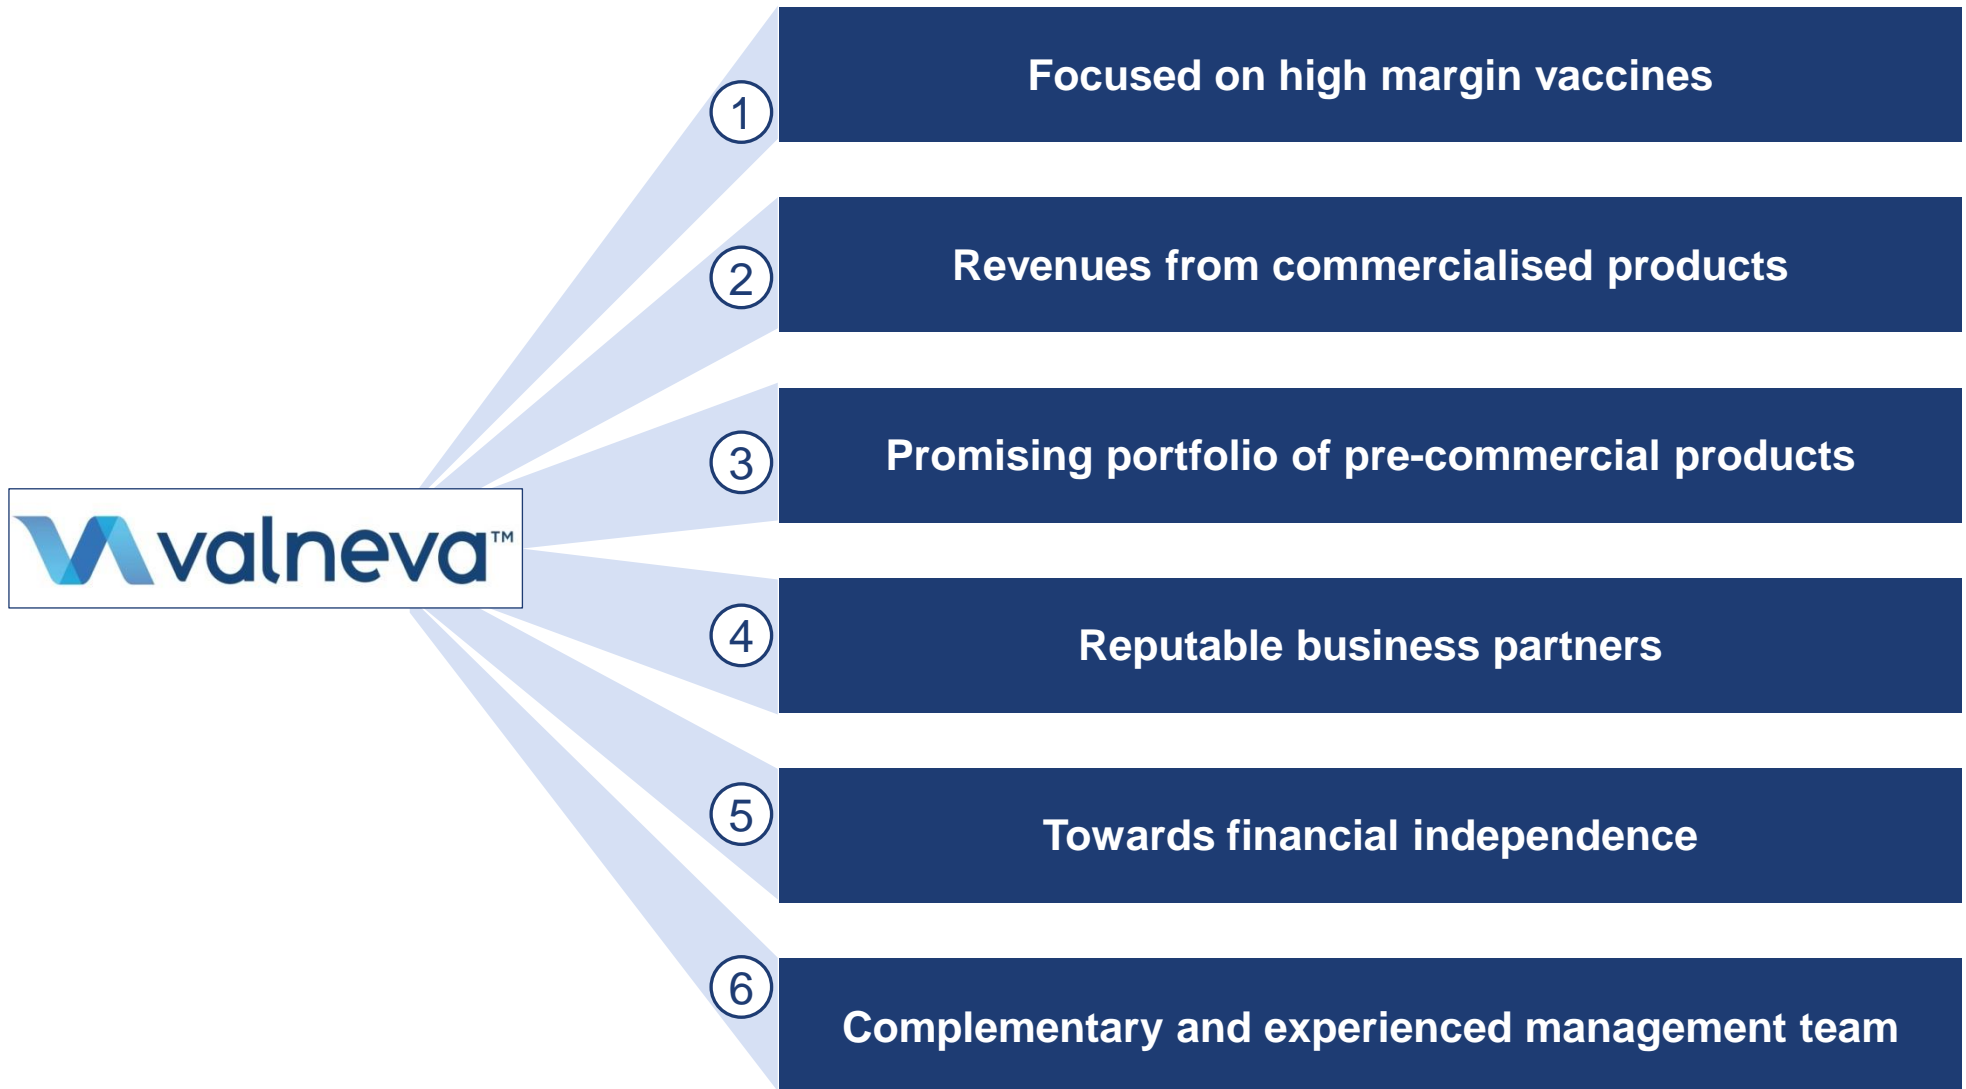 1
Focused on high margin vaccines
2
Revenues from commercialised products
3
Promising portfolio of pre-commercial products
valneva™
4
Reputable business partners
5
Towards financial independence
6
Complementary and experienced management team